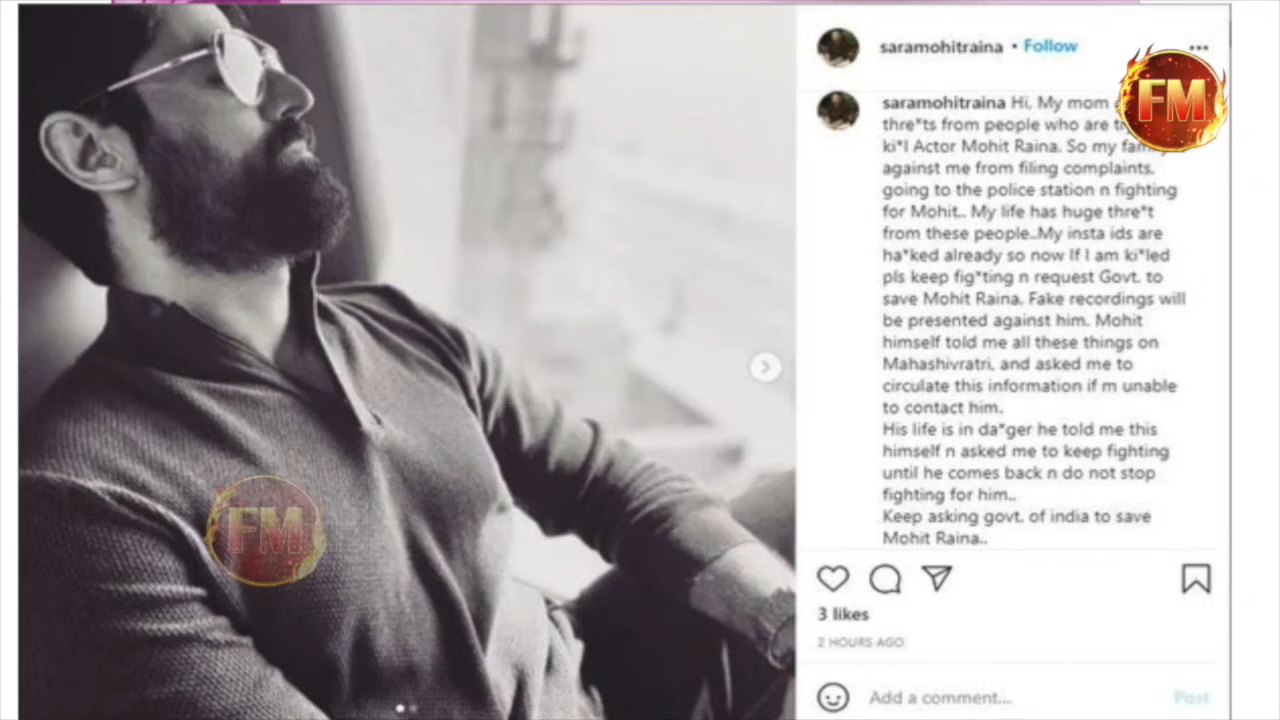 saramohitraina • Follow
FM
saramohitraina Hi, My mom
thre*ts from people who are
ki*l Actor Mohit Raina. So my
against me from filing complaints,
going to the police station n fighting
for Mohit.. My life has huge thre*t
from these people..My insta ids are
ha*ked already so now If I am ki*led
pls keep fig*ting n request Govt. to
save Mohit Raina. Fake recordings will
be presented against him. Mohit
himself told me all these things on
Mahashivratri, and asked me to
circulate this information if m unable
to contact him.
His life is in da*ger he told me this
himself n asked me to keep fighting
until he comes back n do not stop
fighting for him..
Keep asking govt. of india to save
Mohit Raina..
FM
3 likes
2 HOURS AGO
Add a comment...
Post